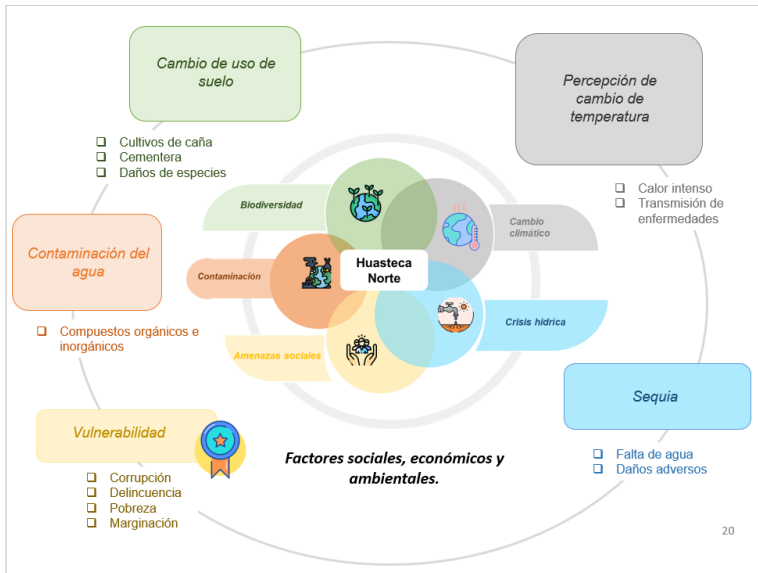 Cambio de uso de
suelo
❑ Cultivos de caña
❑ Cementera
❑ Daños de especies
Percepción de
cambio de
temperatura
❑ Calor intenso
❑ Transmisión de
enfermedades
Biodiversidad
Cambio
climático
Contaminación del
agua
❑ Compuestos orgánicos e
inorgánicos
Contaminación
Huasteca
Norte
Crisis hídrica
Amenazas sociales
Vulnerabilidad
❑ Corrupción
❑ Delincuencia
❑ Pobreza
❑ Marginación
Sequia
❑ Falta de agua
❑ Daños adversos
Factores sociales, económicos y
ambientales.
20